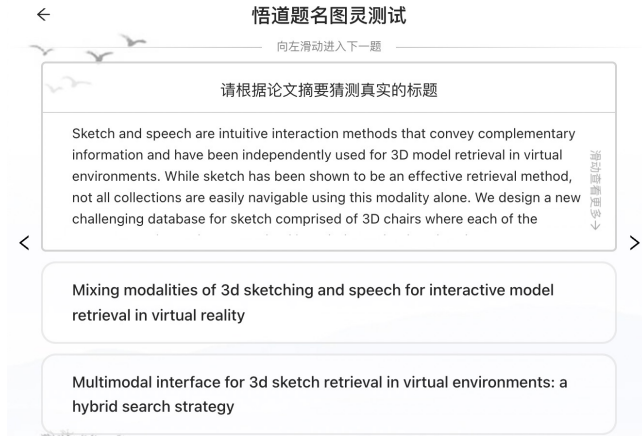 悟道题名图灵测试
向左滑动进入下一题
请根据论文摘要猜测真实的标题
Sketch and speech are intuitive interaction methods that convey complementary
information and have been independently used for 3D model retrieval in virtual
environments. While sketch has been shown to be an effective retrieval method,
not all collections are easily navigable using this modality alone. We design a new
challenging database for sketch comprised of 3D chairs where each of the
滑动查看更多
Mixing modalities of 3d sketching and speech for interactive model
retrieval in virtual reality
Multimodal interface for 3d sketch retrieval in virtual environments: a
hybrid search strategy